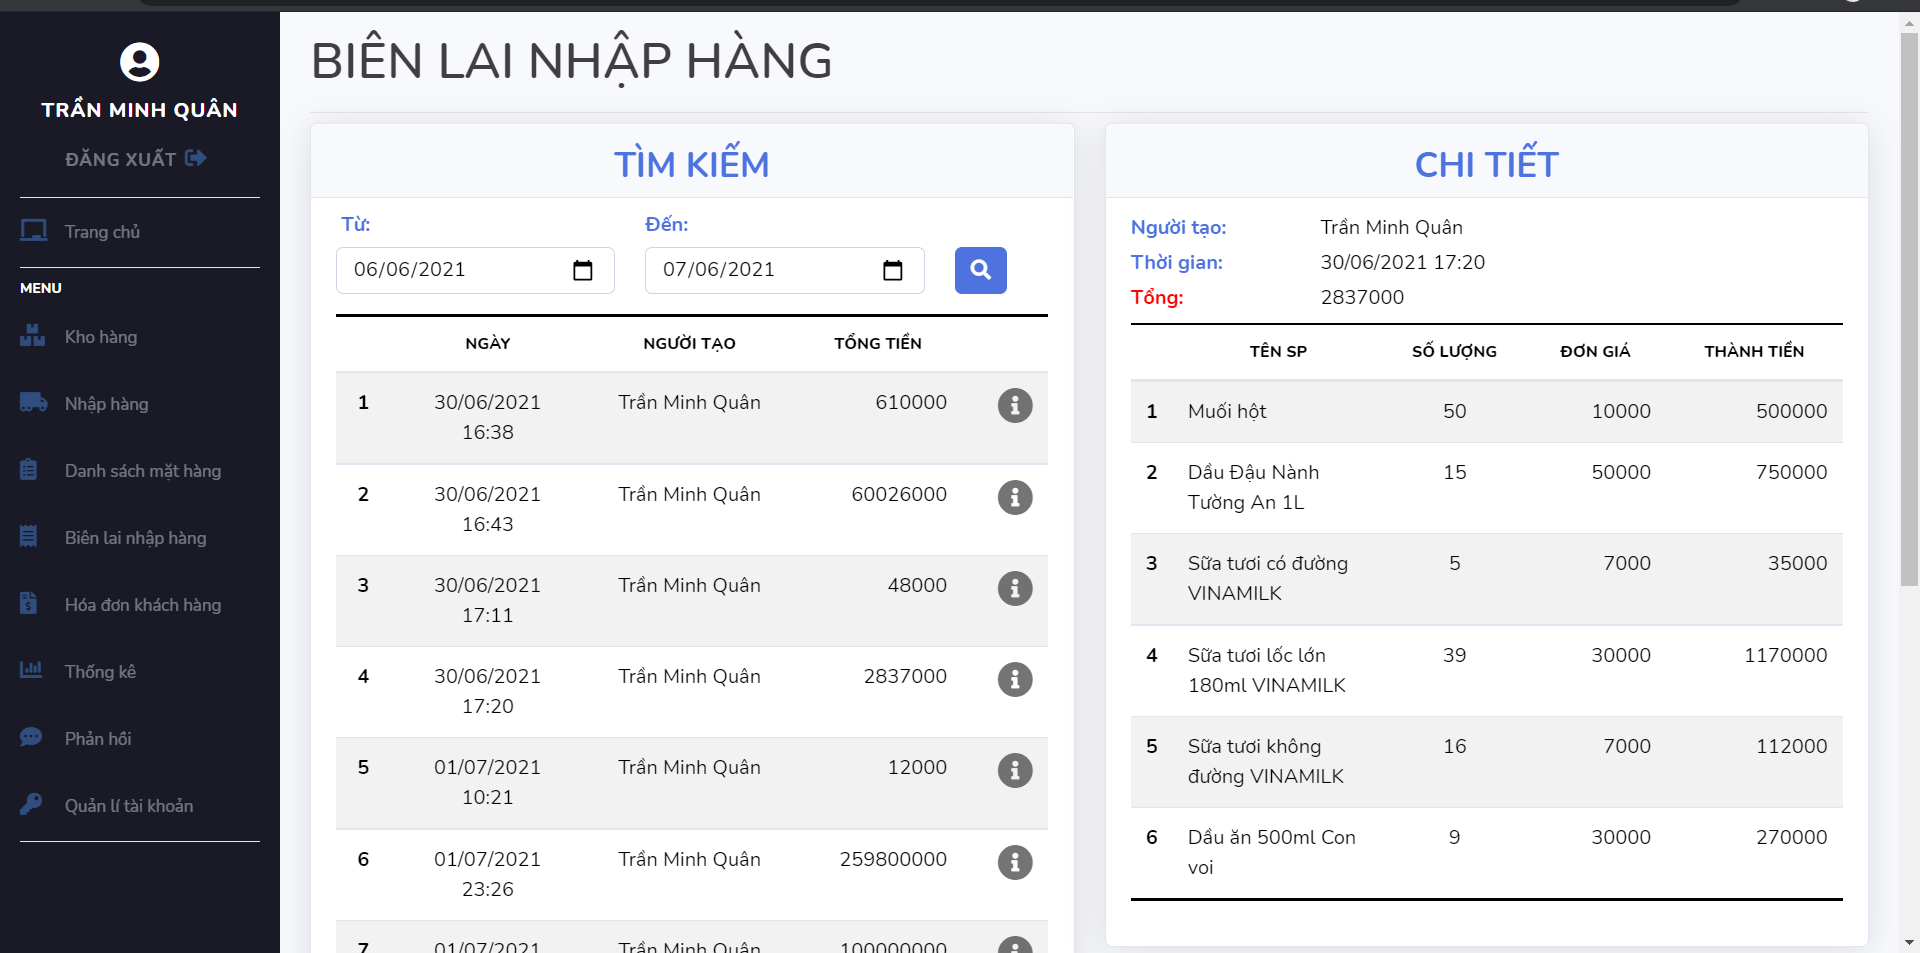 TRẦN MINH QUÂN
ĐĂNG XUẤT
Trang chủ
MENU
Kho hàng
Nhập hàng
Danh sách mặt hàng
Biên lai nhập hàng
Hóa đơn khách hàng
Thống kê
Phản hồi
Quản lí tài khoản
BIÊN LAI NHẬP HÀNG
TÌM KIẾM
Từ: Đến:
06/06/2021 07/06/2021
NGÀY NGƯỜI TẠO TỔNG TIỀN
1 30/06/2021 Trần Minh Quân 610000
16:38
2 30/06/2021 Trần Minh Quân 60026000
16:43
3 30/06/2021 Trần Minh Quân 48000
17:11
4 30/06/2021 Trần Minh Quân 2837000
17:20
5 01/07/2021 Trần Minh Quân 12000
10:21
6 01/07/2021 Trần Minh Quân 259800000
23:26
7 01/07/2021 Trần Minh Quân 100000000
CHI TIẾT
Người tạo: Trần Minh Quân
Thời gian: 30/06/2021 17:20
Tổng: 2837000
TÊN SP SỐ LƯỢNG ĐƠN GIÁ THÀNH TIỀN
1 Muối hột 50 10000 500000
2 Dầu Đậu Nành 15 50000 750000
Tường An 1L
3 Sữa tươi có đường 5 7000 35000
VINAMILK
4 Sữa tươi lốc lớn 39 30000 1170000
180ml VINAMILK
5 Sữa tươi không 16 7000 112000
đường VINAMILK
6 Dầu ăn 500ml Con 9 30000 270000
voi